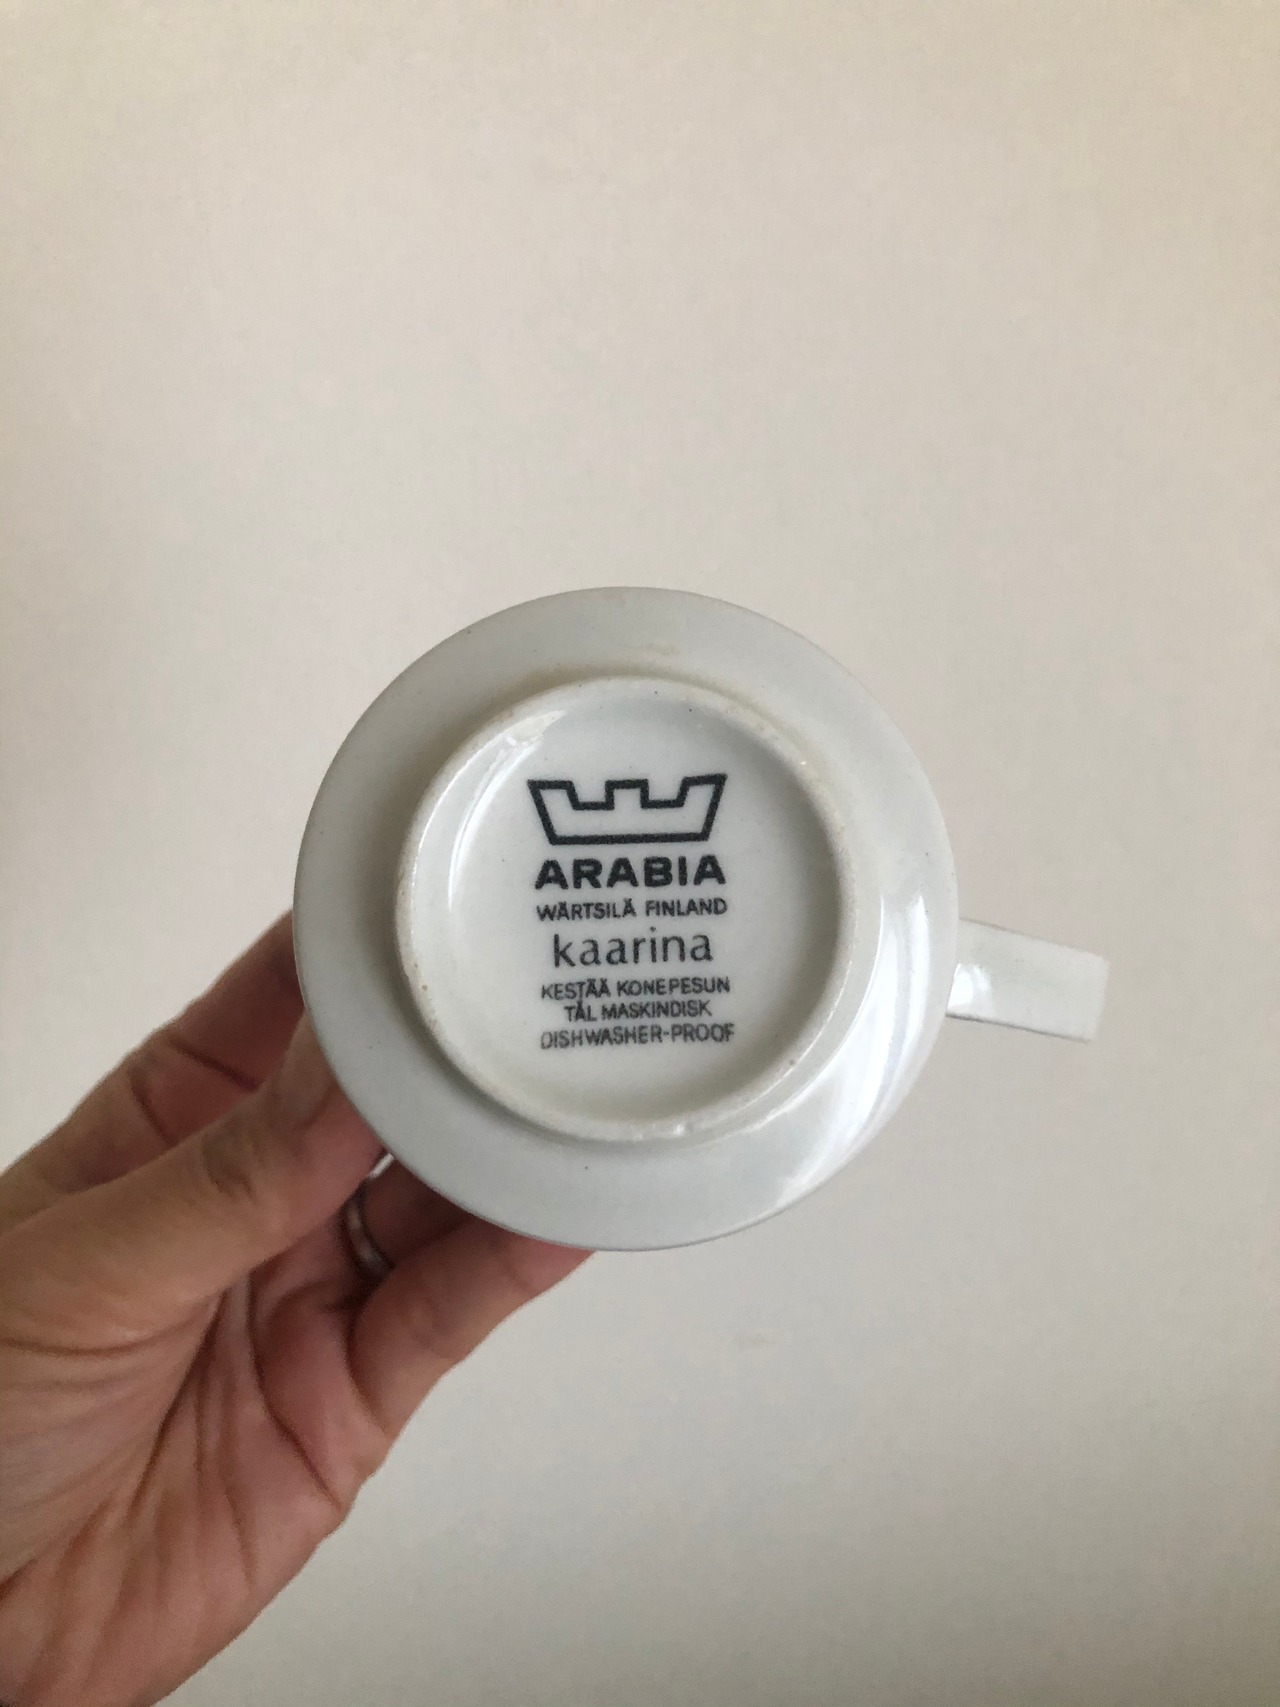 ARABIA
WÄRTSILÄ FINLAND
kaarina
KESTÄÄ KONEPESUN
TÅL MASKINDISK
DISHWASHER-PROOF